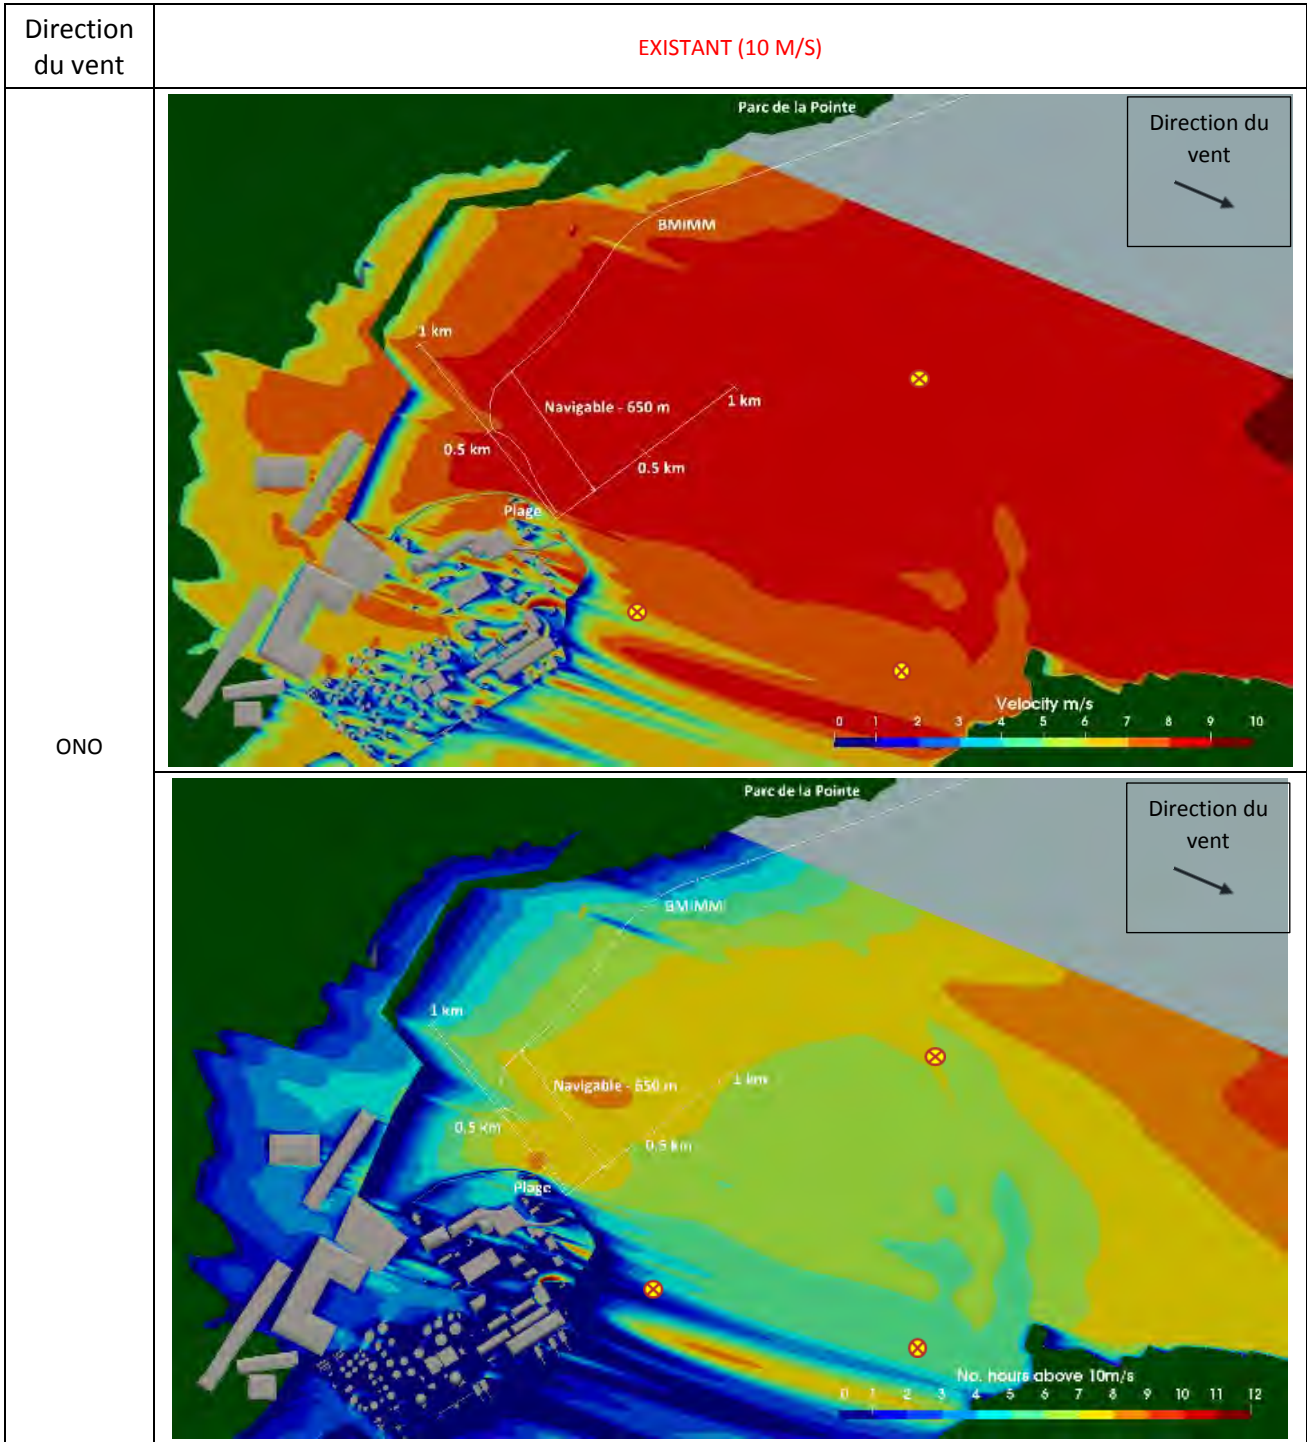 Direction
du vent
EXISTANT (10 M/S)
ONO
Parc de la Pointe
Direction du
vent
BMIMM
1 km
Navigable - 650 m
1 km
0.5 km
0.5 km
Plage
Velocity m/s
0 1 2 3 4 5 6 7 8 9 10
Parc de la Pointe
Direction du
vent
BMIMM
1 km
Navigable - 650 m
1 km
0.5 km
0.5 km
Plage
No. hours above 10m/s
0 1 2 3 4 5 6 7 8 9 10 11 12